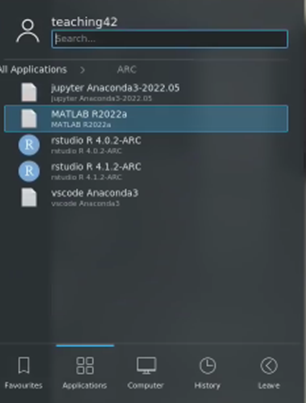 teaching42
Search...
All Applications > ARC
jupyter Anaconda3-2022.05
jupyter Anaconda3-2022.05
MATLAB R2022a
MATLAB R2022a
rstudio R 4.0.2-ARC
rstudio R 4.0.2-ARC
rstudio R 4.1.2-ARC
rstudio R 4.1.2-ARC
vscode Anaconda3
vscode Anaconda3
Favourites Applications Computer History Leave